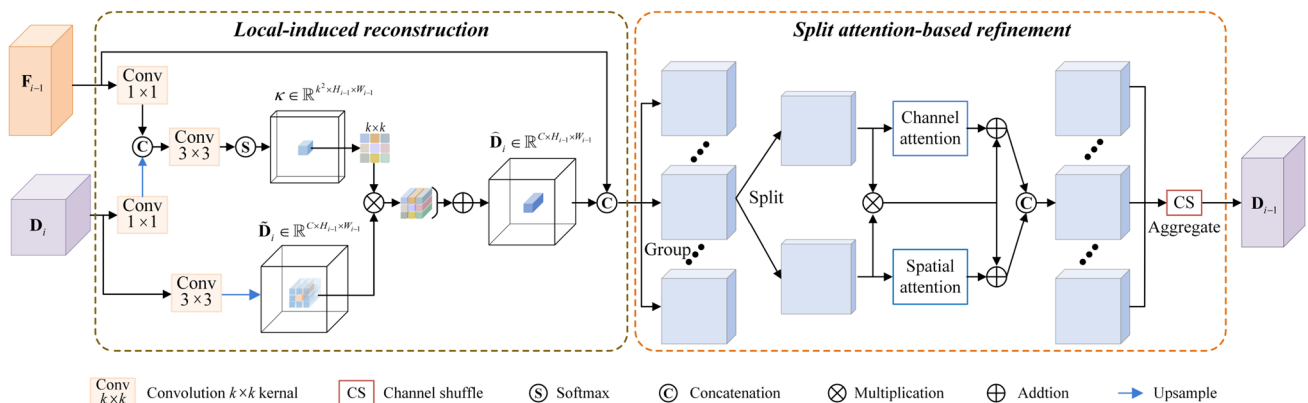 Local-induced reconstruction
Split attention-based refinement
F_{i−1}
Conv
1×1
κ ∈ ℝ^{k²×H_{i−1}×W_{i−1}}
k×k
C
Conv
3×3
S
D_i
Conv
1×1
D̃_i ∈ ℝ^{C×H_{i−1}×W_{i−1}}
Conv
3×3
D̂_i ∈ ℝ^{C×H_{i−1}×W_{i−1}}
C
Group
Split
Channel
attention
Spatial
attention
C
CS
Aggregate
D_{i−1}
Conv
k×k
Convolution k×k kernal
CS
Channel shuffle
S
Softmax
C
Concatenation
Multiplication
Addtion
Upsample